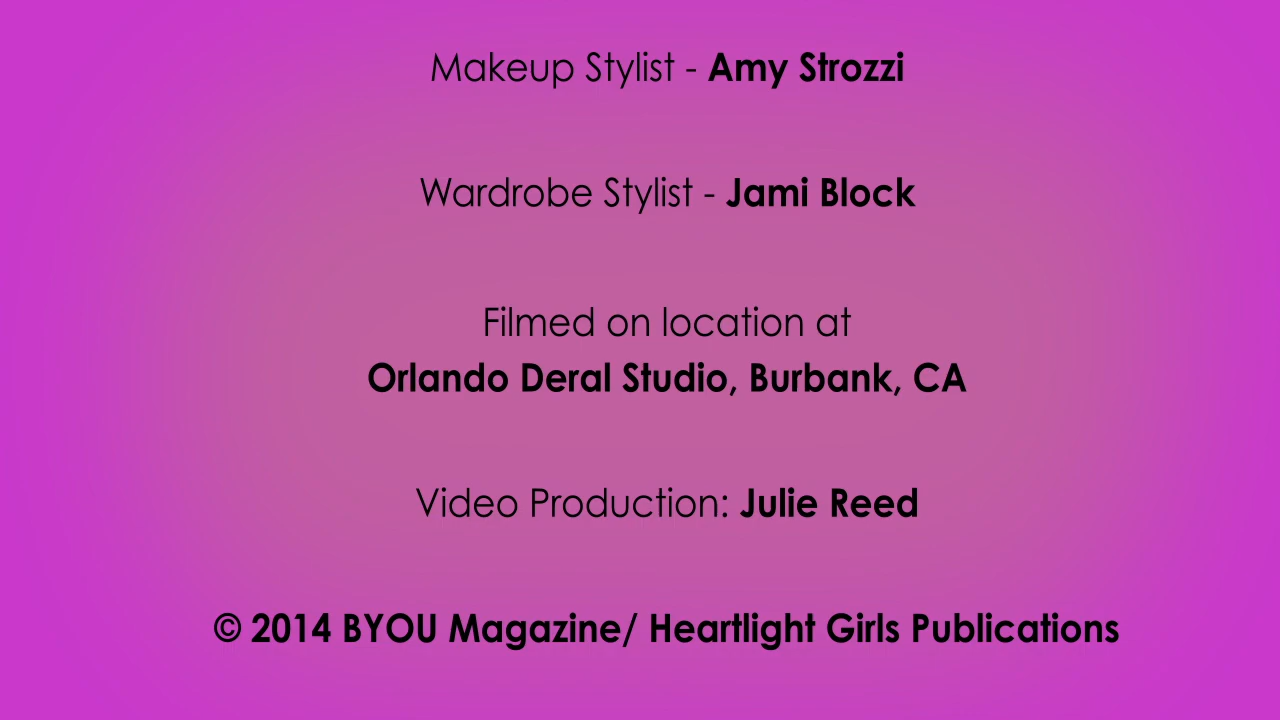 Makeup Stylist - Amy Strozzi
Wardrobe Stylist - Jami Block
Filmed on location at
Orlando Deral Studio, Burbank, CA
Video Production: Julie Reed
© 2014 BYOU Magazine/ Heartlight Girls Publications